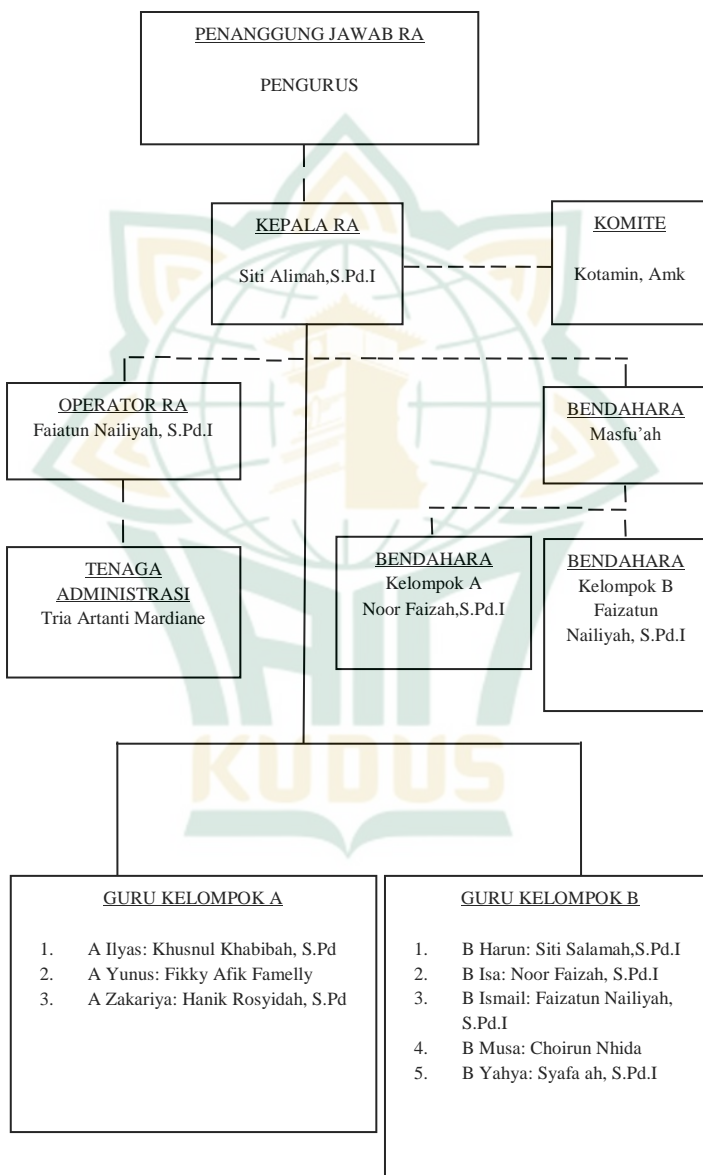 PENANGGUNG JAWAB RA
PENGURUS
KEPALA RA
Siti Alimah,S.Pd.I
KOMITE
Kotamin, Amk
OPERATOR RA
Faiatun Nailiyah, S.Pd.I
BENDAHARA
Masfu’ah
TENAGA
ADMINISTRASI
Tria Artanti Mardiane
BENDAHARA
Kelompok A
Noor Faizah,S.Pd.I
BENDAHARA
Kelompok B
Faizatun
Nailiyah, S.Pd.I
KUDUS
GURU KELOMPOK A
1. A Ilyas: Khusnul Khabibah, S.Pd
2. A Yunus: Fikky Afik Famelly
3. A Zakariya: Hanik Rosyidah, S.Pd
GURU KELOMPOK B
1. B Harun: Siti Salamah,S.Pd.I
2. B Isa: Noor Faizah, S.Pd.I
3. B Ismail: Faizatun Nailiyah,
S.Pd.I
4. B Musa: Choirun Nhida
5. B Yahya: Syafa ah, S.Pd.I